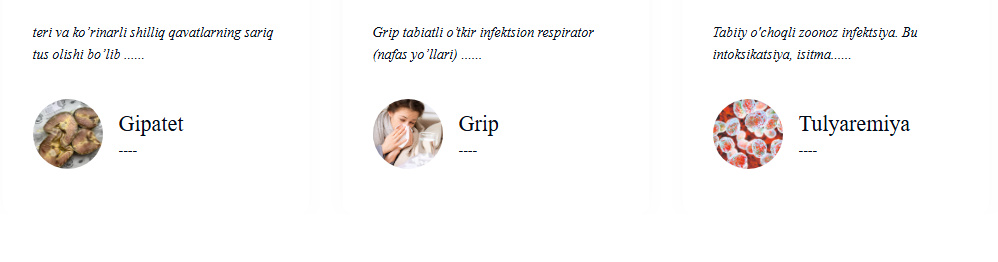 teri va ko’rinarli shilliq qavatlarning sariq
tus olishi bo’lib ......
Gipatet
----
Grip tabiatli o’tkir infektsion respirator
(nafas yo’llari) ......
Grip
----
Tabiiy o'choqli zoonoz infektsiya. Bu
intoksikatsiya, isitma......
Tulyaremiya
----